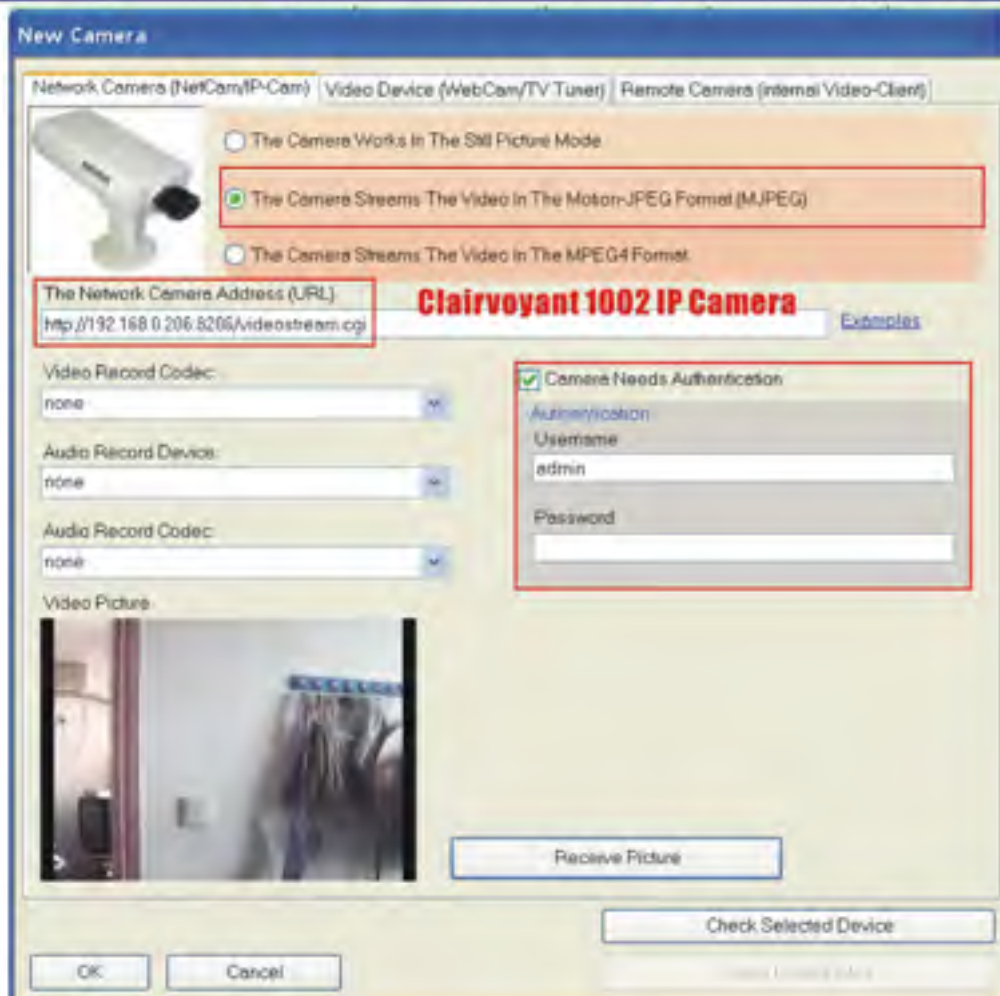 New Camera
Network Camera (NetCam/IP-Cam) Video Device (WebCam/TV Tuner) Remote Camera (internal Video-Client)
The Camera Works In The Still Picture Mode
The Camera Streams The Video In The Motion-JPEG Format (MJPEG)
The Camera Streams The Video In The MPEG4 Format
The Network Camera Address (URL)
Clairvoyant 1002 IP Camera
http://192.168.0.206:8206/videostream.cgi
Examples
Video Record Codec:
none
Camera Needs Authentication
Authentication
Username
admin
Audio Record Device:
none
Password
Audio Record Codec:
none
Video Picture
Receive Picture
Check Selected Device
OK
Cancel